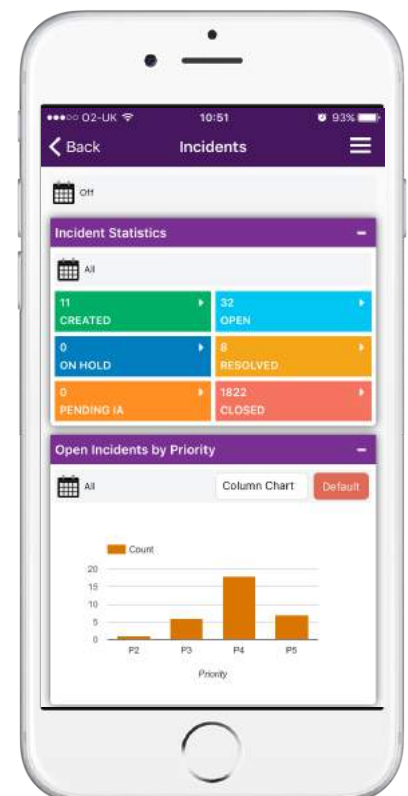 ●●●○○ O2-UK 10:51 93%
Back Incidents
Off
Incident Statistics −
All
11 32
CREATED OPEN
0 8
ON HOLD RESOLVED
0 1822
PENDING IA CLOSED
Open Incidents by Priority −
All Column Chart Default
Count
20
15
10
5
0
P2 P3 P4 P5
Priority